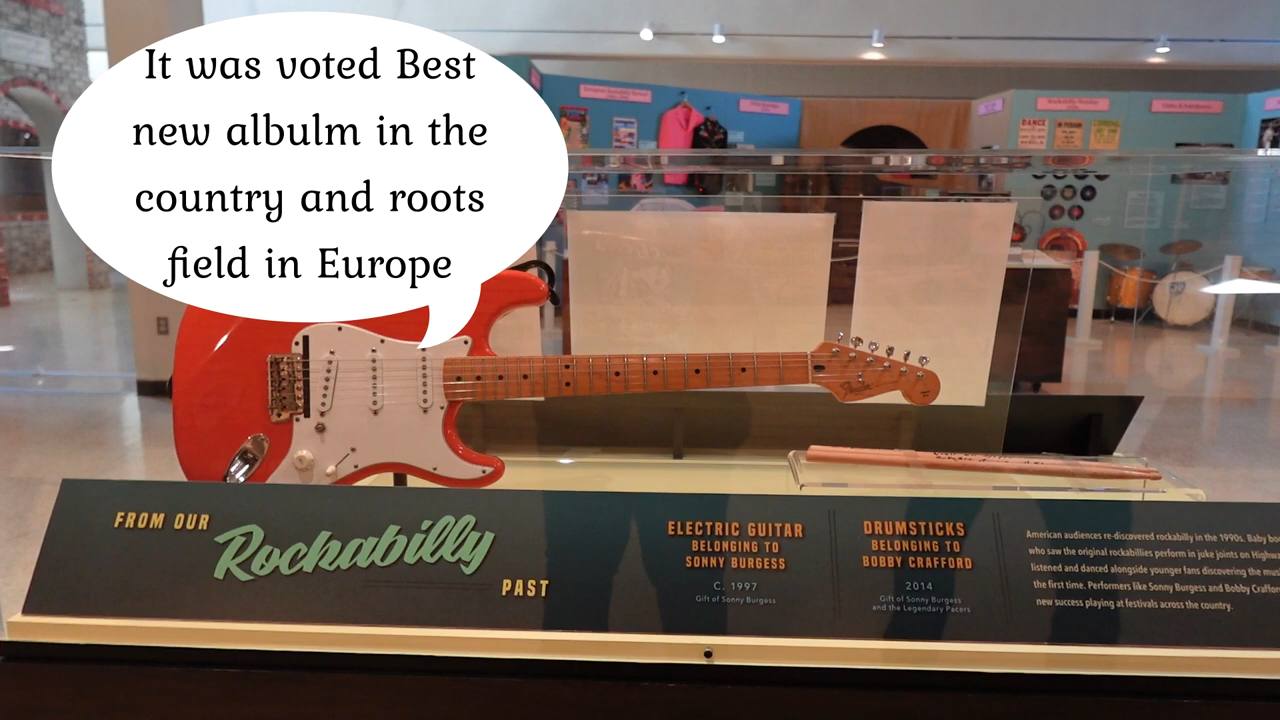 It was voted Best
new albulm in the
country and roots
field in Europe
DANCE
FROM OUR
Rockabilly
PAST
ELECTRIC GUITAR
BELONGING TO
SONNY BURGESS
C. 1997
Gift of Sonny Burgess
DRUMSTICKS
BELONGING TO
BOBBY CRAFFORD
2014
Gift of Sonny Burgess
and the Legendary Pacers
American audiences re-discovered rockabilly in the 1990s. Baby
who saw the original rockabillies perform in juke joints on
listened and danced alongside younger fans discovering the
the first time. Performers like Sonny Burgess and Bobby
new success playing at festivals across the country.